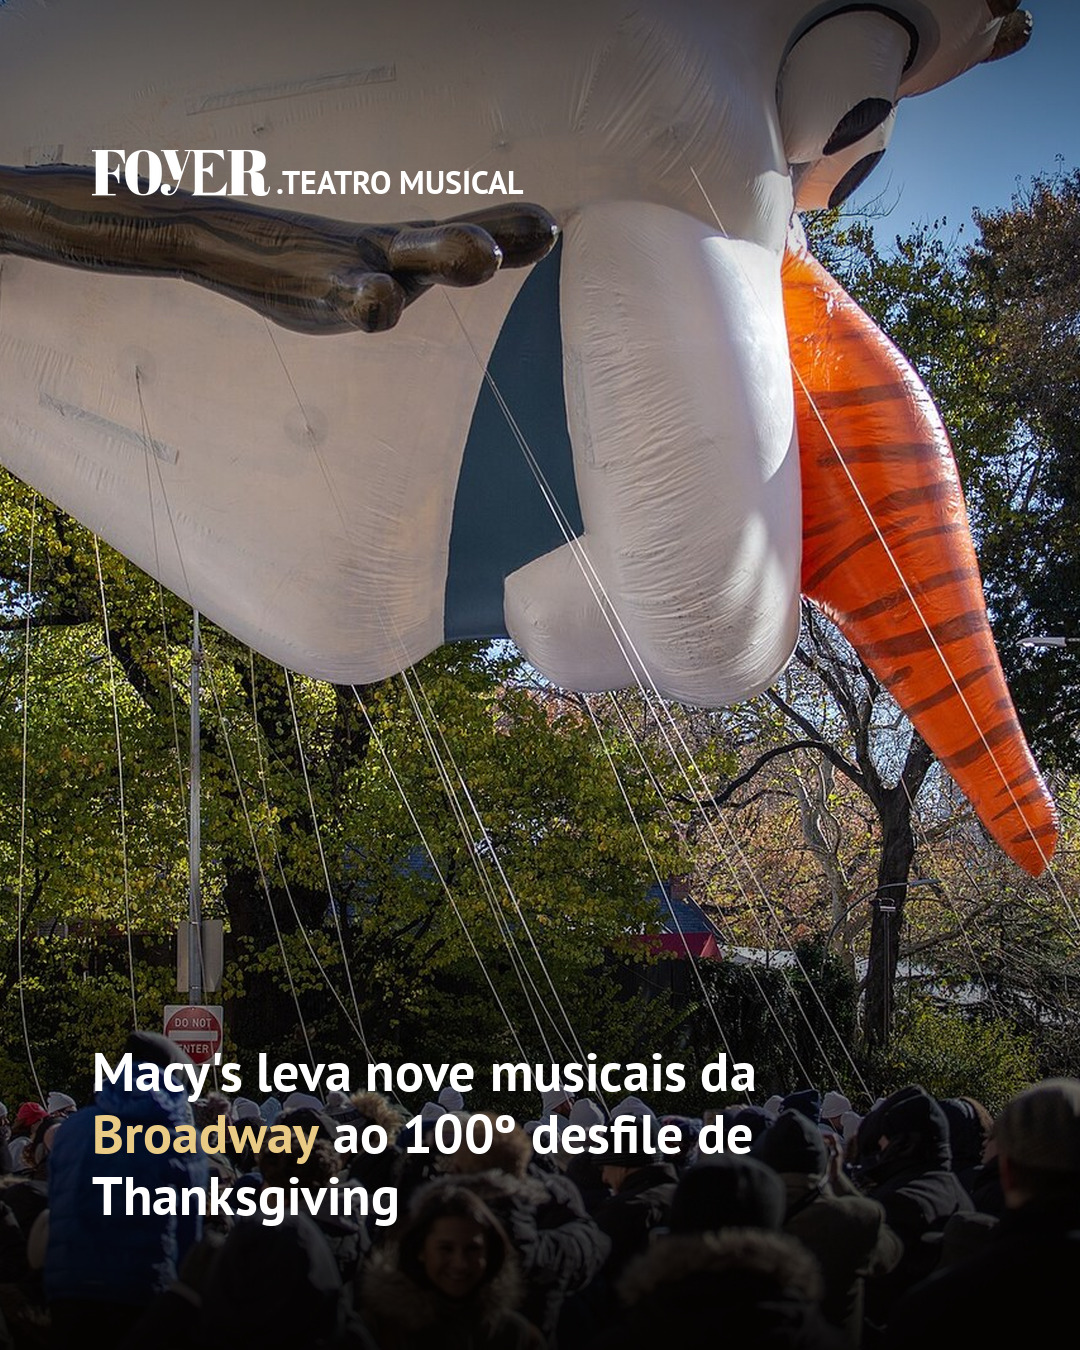 FOYER .TEATRO MUSICAL
DO NOT
ENTER
Macy's leva nove musicais da
Broadway ao 100º desfile de
Thanksgiving